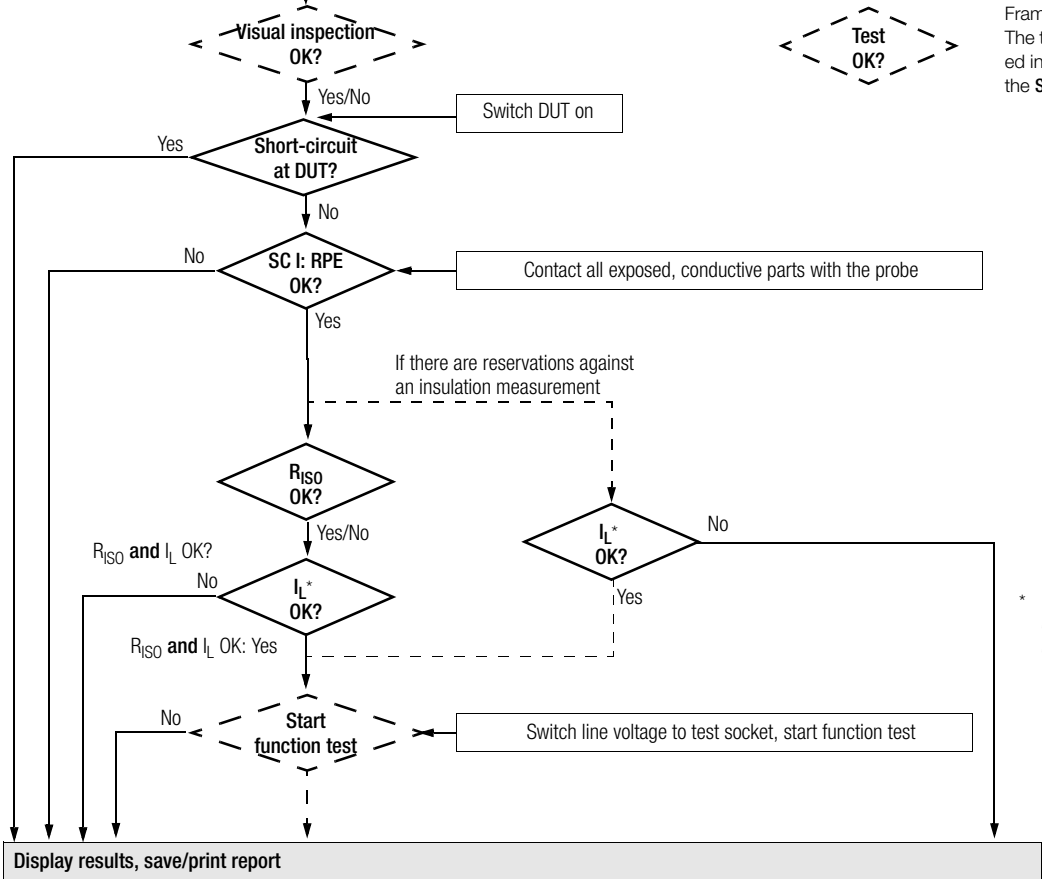 Visual inspection
OK?
Test
OK?
Fram
The t
ed in
the S
Yes/No
Switch DUT on
Yes
Short-circuit
at DUT?
No
No
SC I: RPE
OK?
Contact all exposed, conductive parts with the probe
Yes
If there are reservations against
an insulation measurement
RISO
OK?
Yes/No
IL*
OK?
No
RISO and IL OK?
No
IL*
OK?
Yes
*
RISO and IL OK: Yes
No
Start
function test
Switch line voltage to test socket, start function test
Display results, save/print report